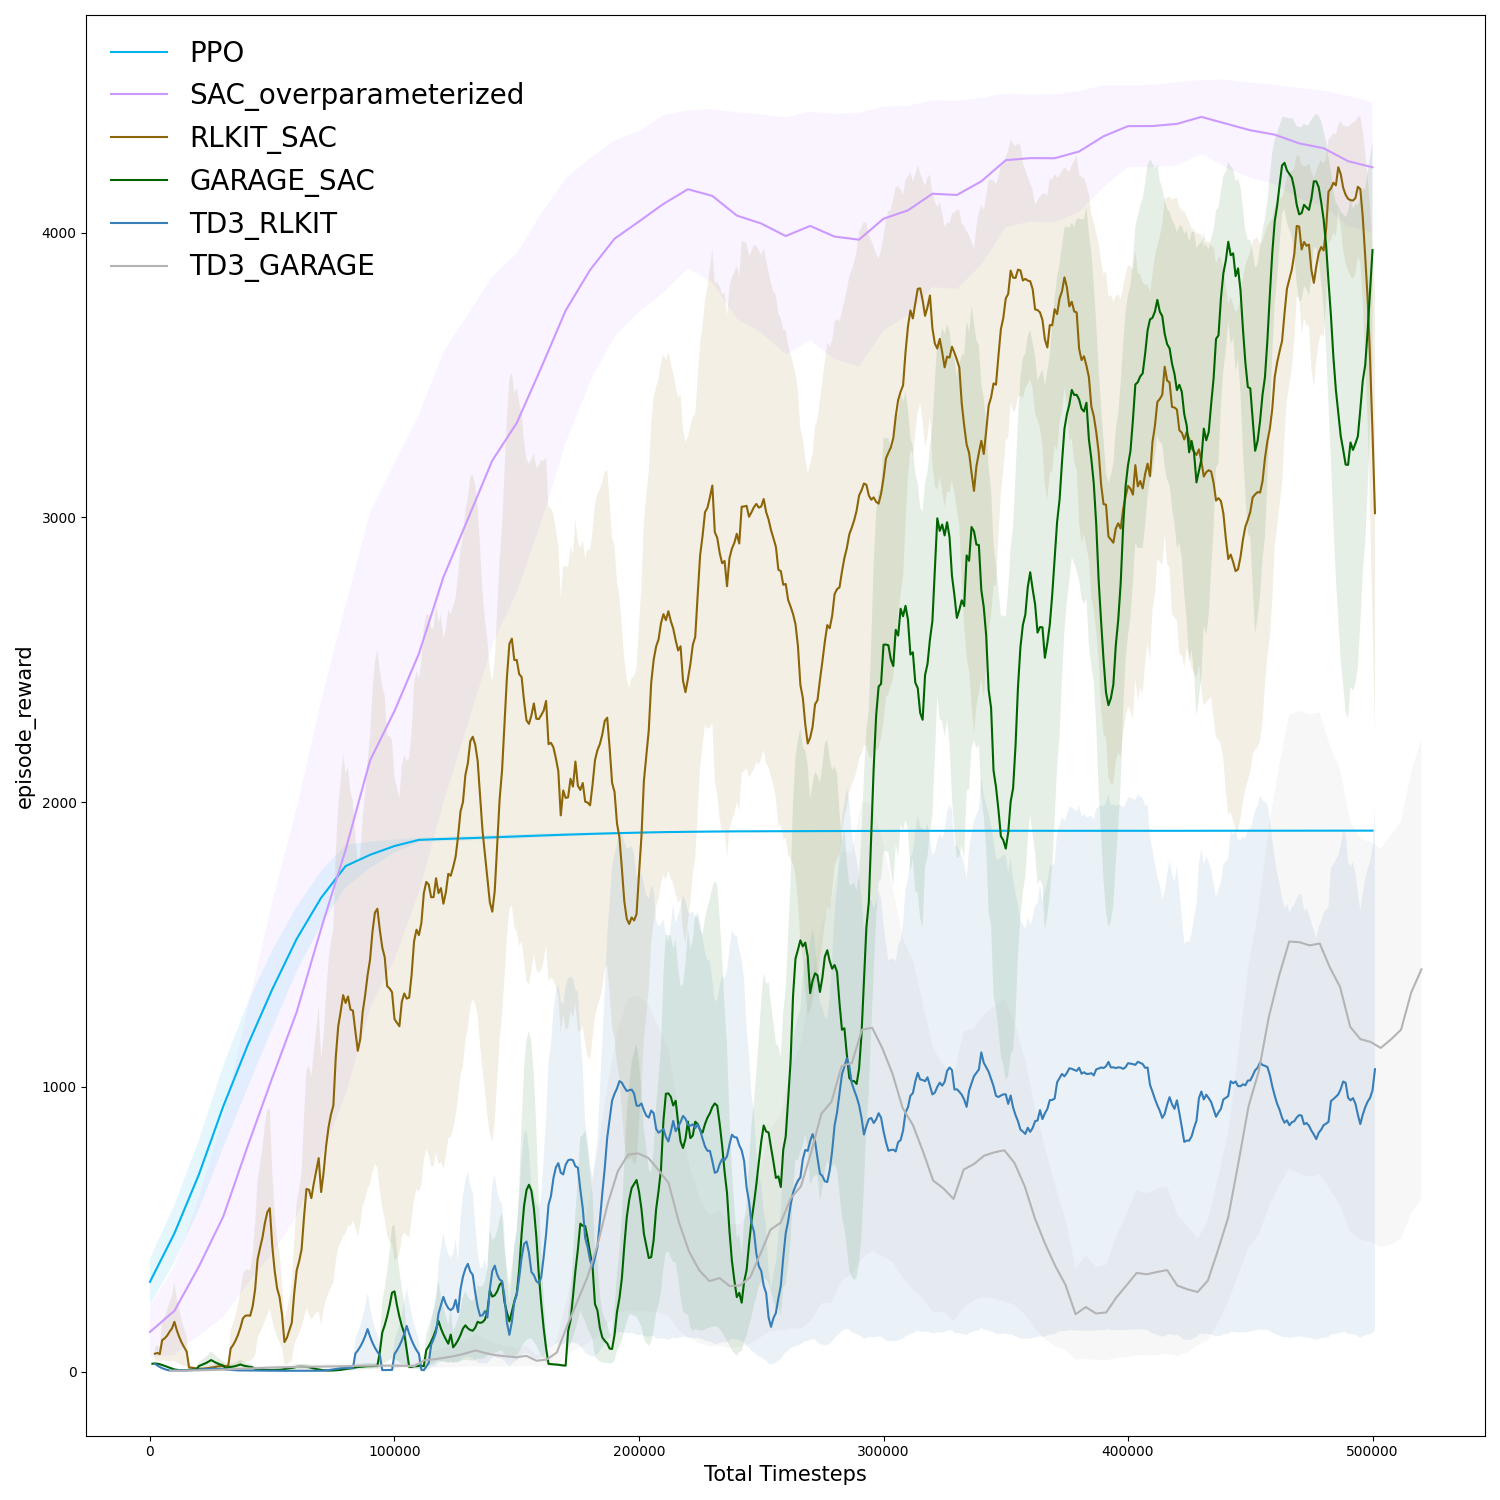 PPO
SAC_overparameterized
RLKIT_SAC
GARAGE_SAC
TD3_RLKIT
TD3_GARAGE
episode_reward
4000
3000
2000
1000
0
0 100000 200000 300000 400000 500000
Total Timesteps